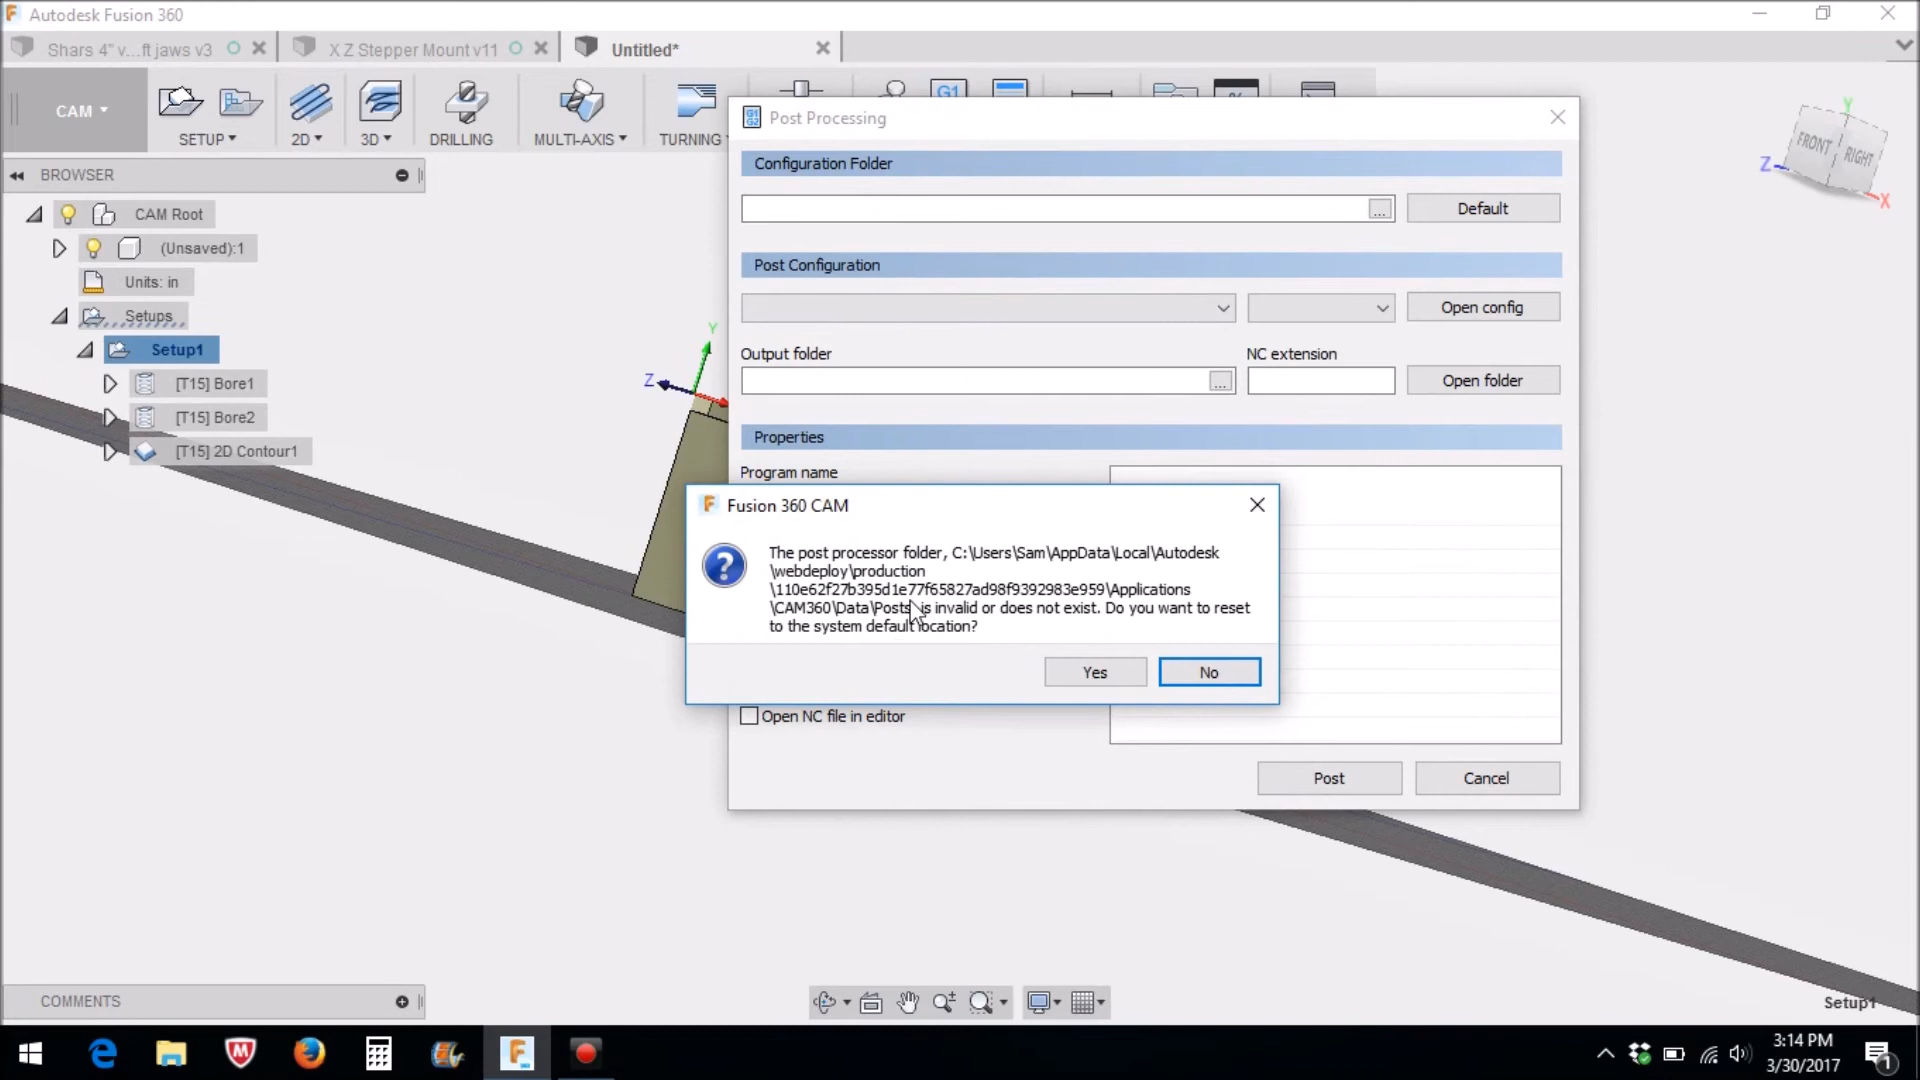 Autodesk Fusion 360
Shars 4" v...ft jaws v3
X Z Stepper Mount v11
Untitled*
CAM
SETUP
2D
3D
DRILLING
MULTI-AXIS
TURNING
G1
Post Processing
BROWSER
CAM Root
(Unsaved):1
Units: in
Setups
Setup1
[T15] Bore1
[T15] Bore2
[T15] 2D Contour1
Configuration Folder
...
Default
Post Configuration
Open config
Output folder
NC extension
...
Open folder
Properties
Program name
Fusion 360 CAM
The post processor folder, C:\Users\Sam\AppData\Local\Autodesk
\webdeploy\production
\110e62f27b395d1e77f65827ad98f9392983e959\Applications
\CAM360\Data\Posts is invalid or does not exist. Do you want to reset
to the system default location?
Yes
No
Open NC file in editor
Post
Cancel
Y
FRONT
RIGHT
Z
X
Y
Z
COMMENTS
Setup1
3:14 PM
3/30/2017
1